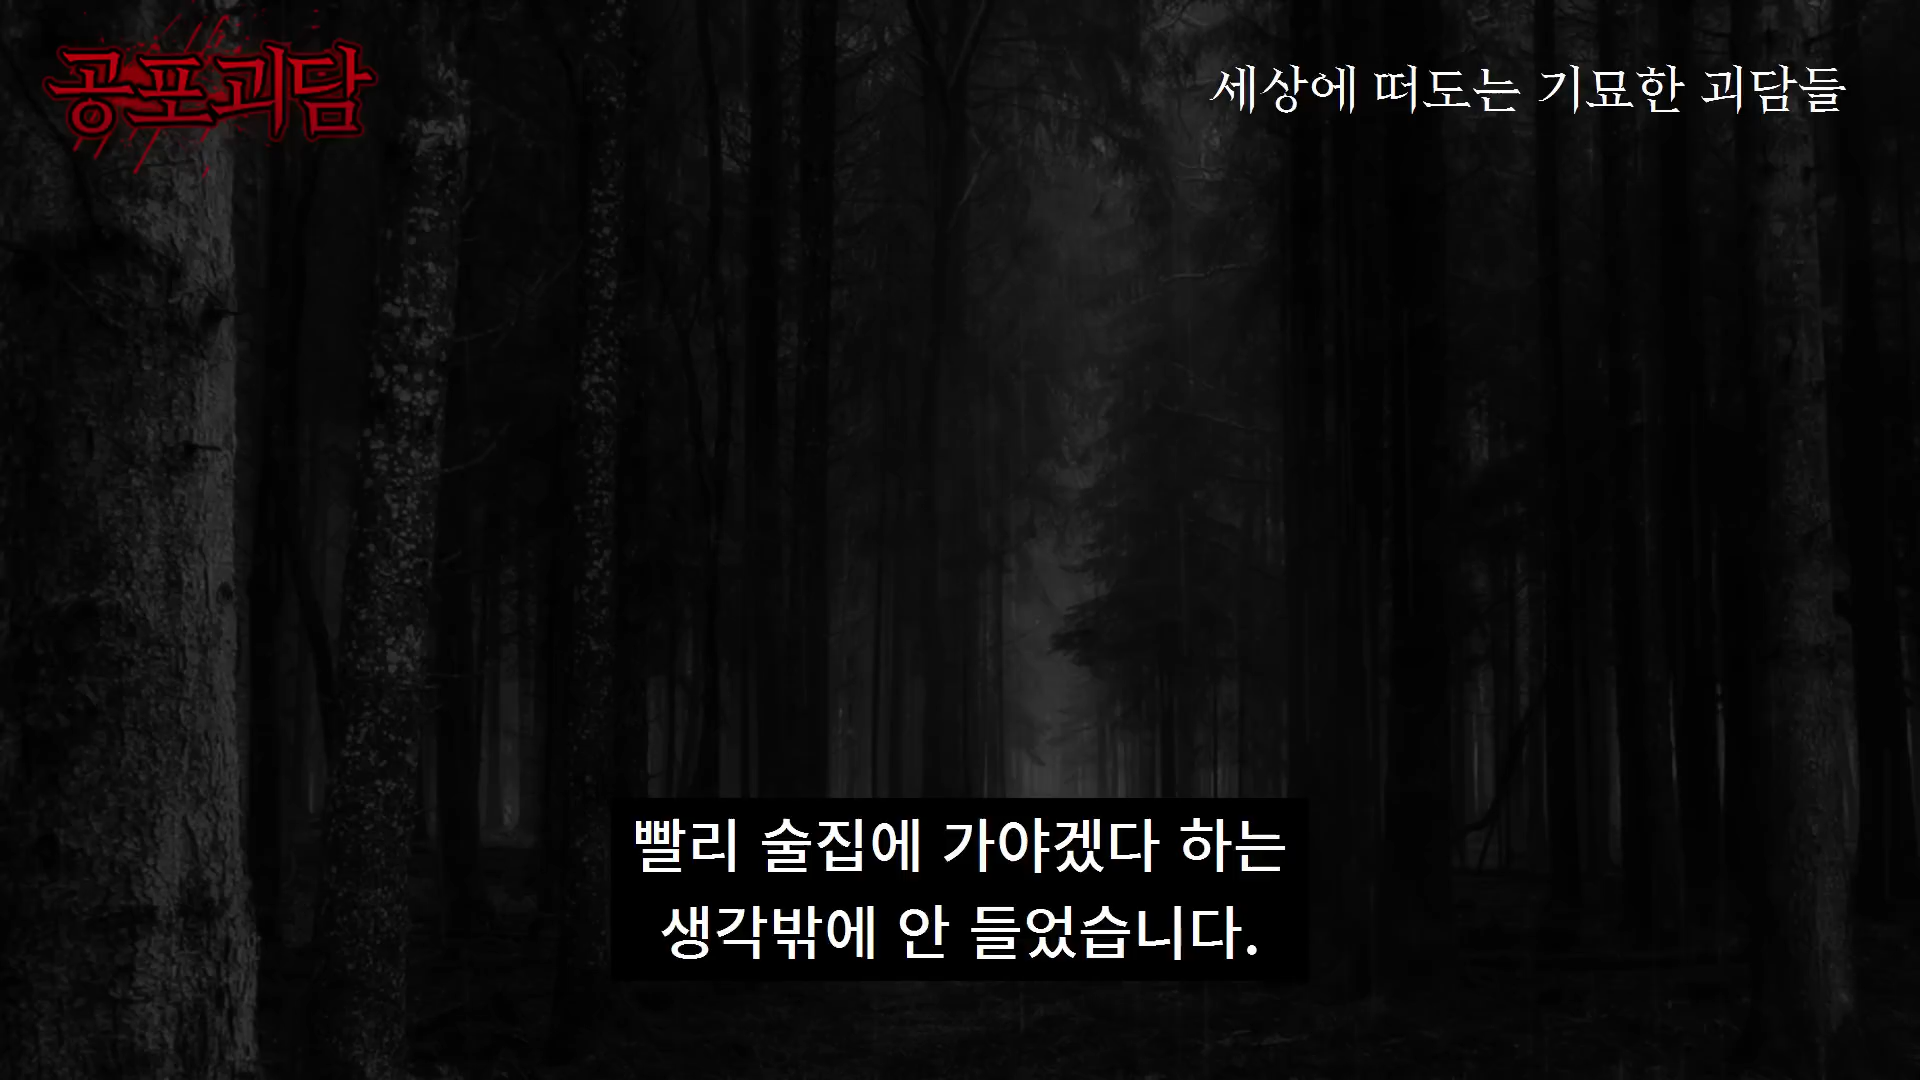 공포괴담
세상에 떠도는 기묘한 괴담들
빨리 술집에 가야겠다 하는
생각밖에 안 들었습니다.